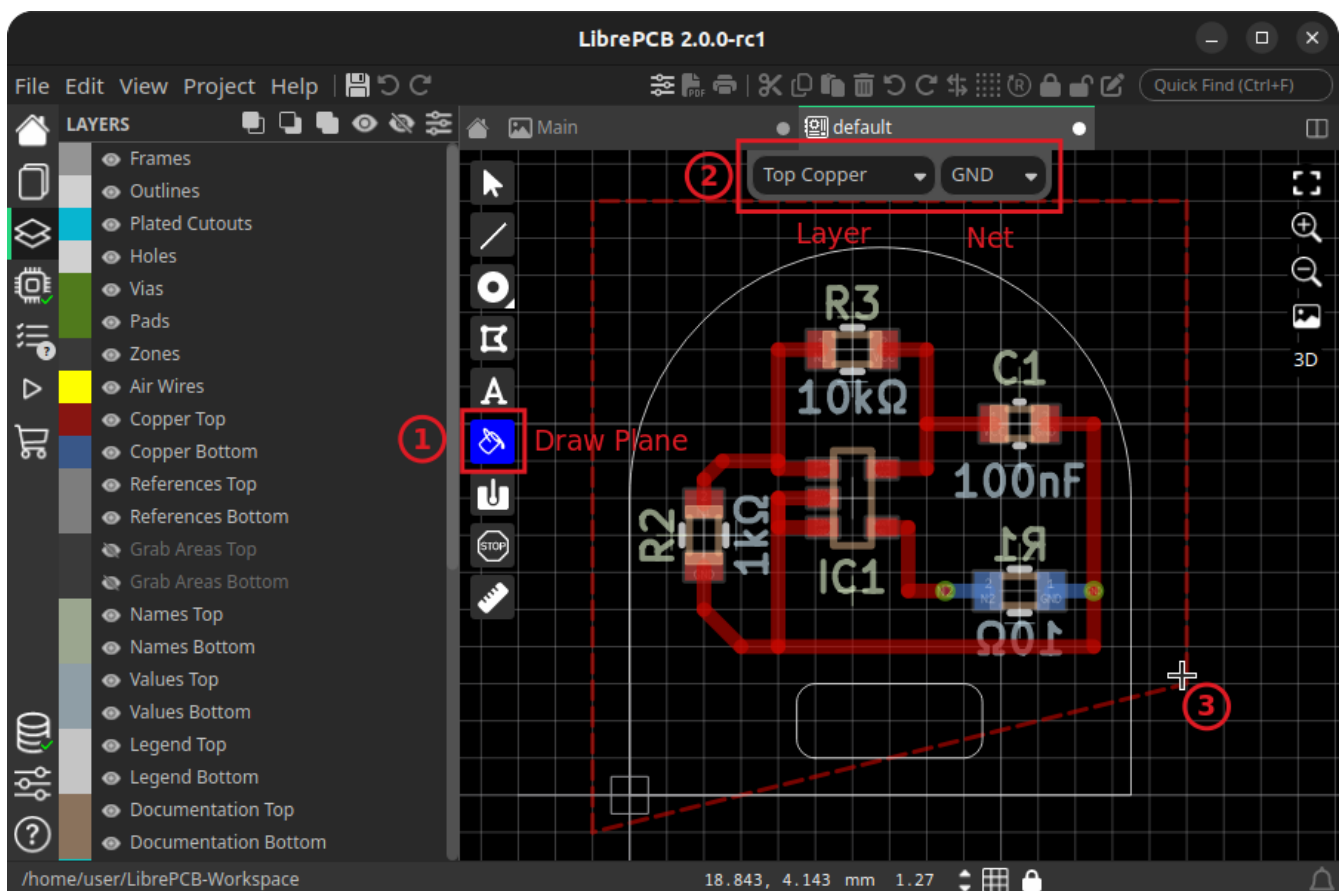 LibrePCB 2.0.0-rc1
File Edit View Project Help
PDF
Quick Find (Ctrl+F)
LAYERS
Main
default
Frames
Outlines
Plated Cutouts
Holes
Vias
Pads
Zones
Air Wires
Copper Top
Copper Bottom
References Top
References Bottom
Grab Areas Top
Grab Areas Bottom
Names Top
Names Bottom
Values Top
Values Bottom
Legend Top
Legend Bottom
Documentation Top
Documentation Bottom
2
Top Copper
GND
Layer
Net
3D
R3
10kΩ
C1
100nF
1
Draw Plane
STOP
R2
1kΩ
IC1
R1
10Ω
N2
GND
3
/home/user/LibrePCB-Workspace
18.843, 4.143 mm 1.27